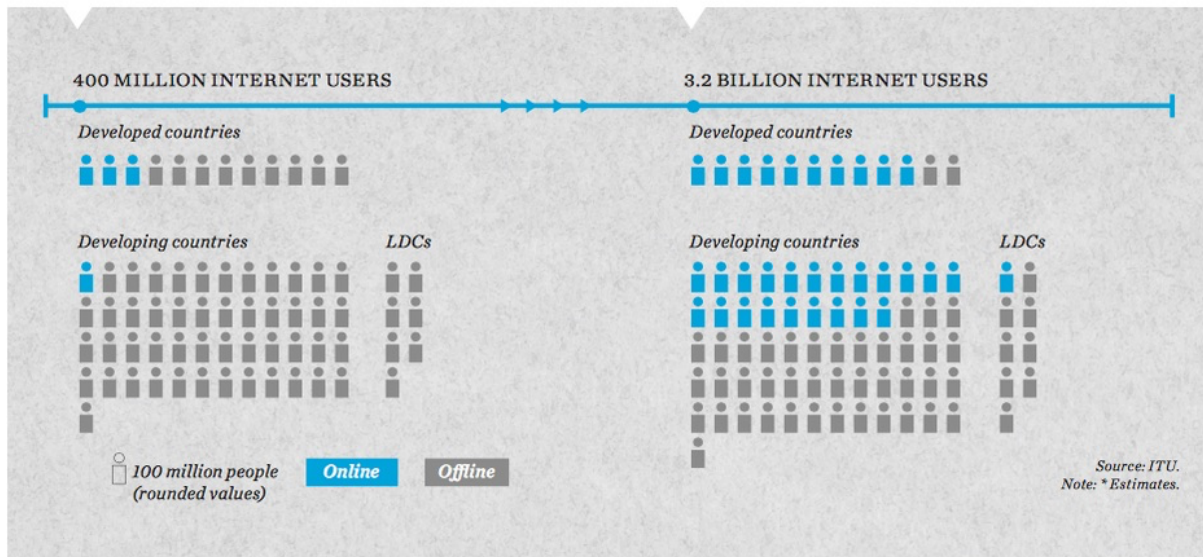 400 MILLION INTERNET USERS
3.2 BILLION INTERNET USERS
Developed countries
Developed countries
Developing countries
LDCs
Developing countries
LDCs
100 million people
(rounded values)
Online
Offline
Source: ITU.
Note: * Estimates.